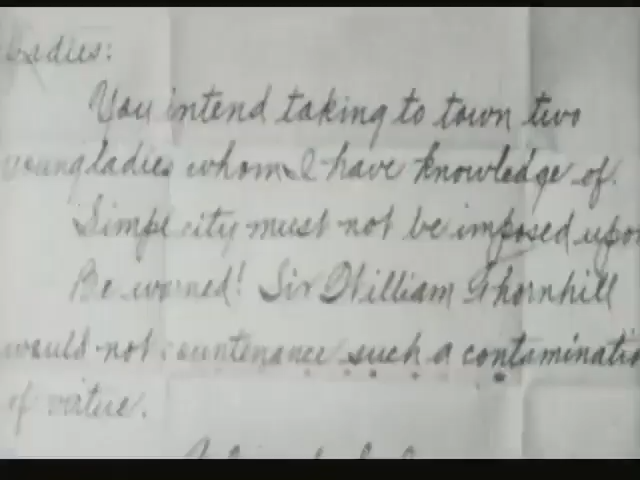 Ladies:
You intend taking to town two
young ladies whom I have knowledge of.
Simplicity must not be imposed upon
Be warned! Sir William Thornhill
would not countenance such a contamination
of virtue.